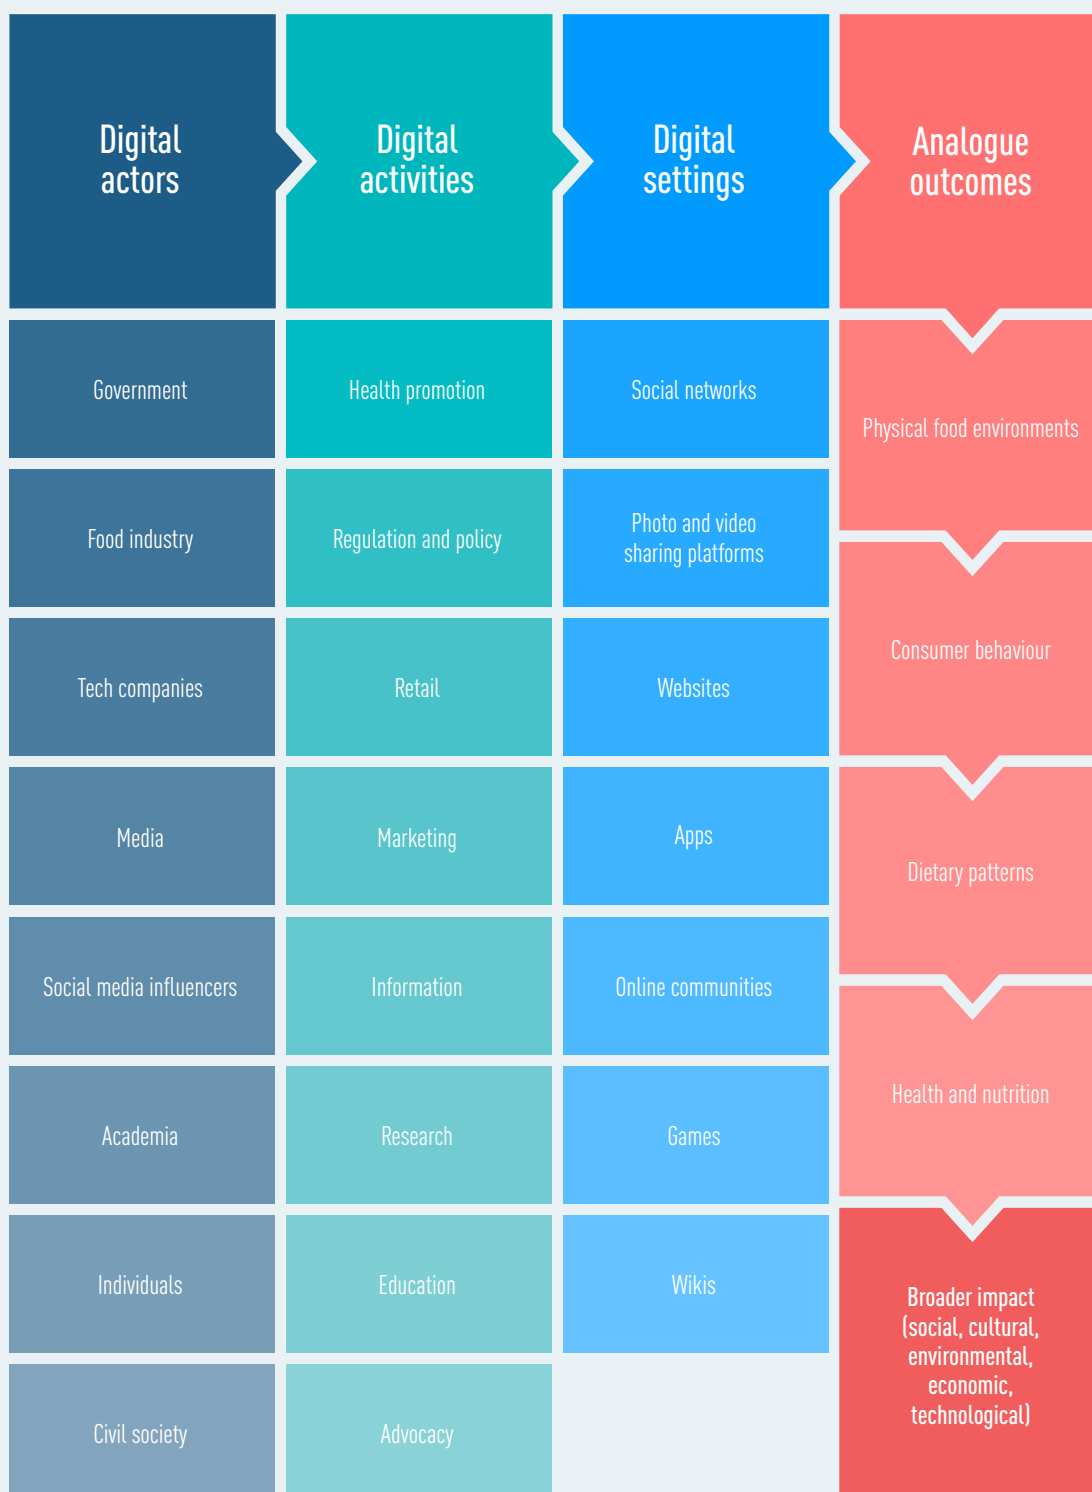 Digital
actors
Digital
activities
Digital
settings
Analogue
outcomes
Government
Food industry
Tech companies
Media
Social media influencers
Academia
Individuals
Civil society
Health promotion
Regulation and policy
Retail
Marketing
Information
Research
Education
Advocacy
Social networks
Photo and video
sharing platforms
Websites
Apps
Online communities
Games
Wikis
Physical food environments
Consumer behaviour
Dietary patterns
Health and nutrition
Broader impact
(social, cultural,
environmental,
economic,
technological)